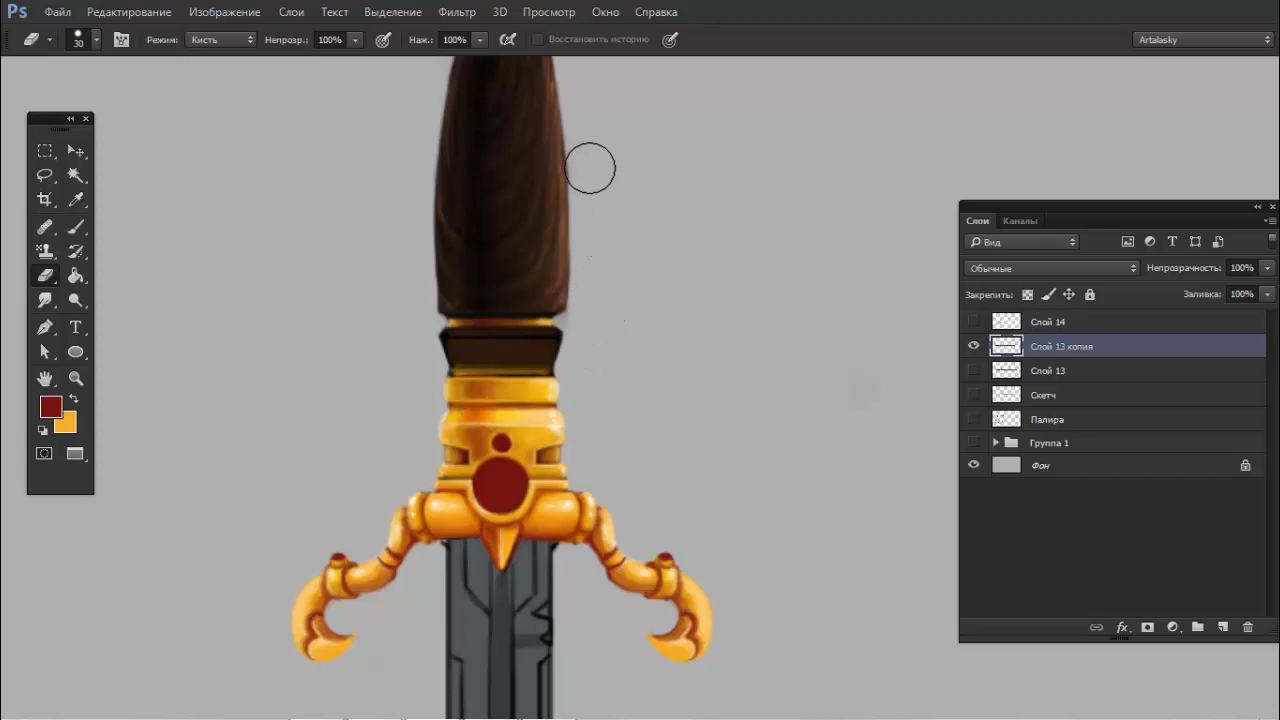 Ps Файл Редактирование Изображение Слои Текст Выделение Фильтр 3D Просмотр Окно Справка
30 Режим: Кисть Непрозр.: 100% Наж.: 100% Восстановить историю Artalasky
Слои Каналы
Вид
Обычные Непрозрачность: 100%
Закрепить: Заливка: 100%
Слой 14
Слой 13 копия
Слой 13
Скетч
Палира
Группа 1
Фон